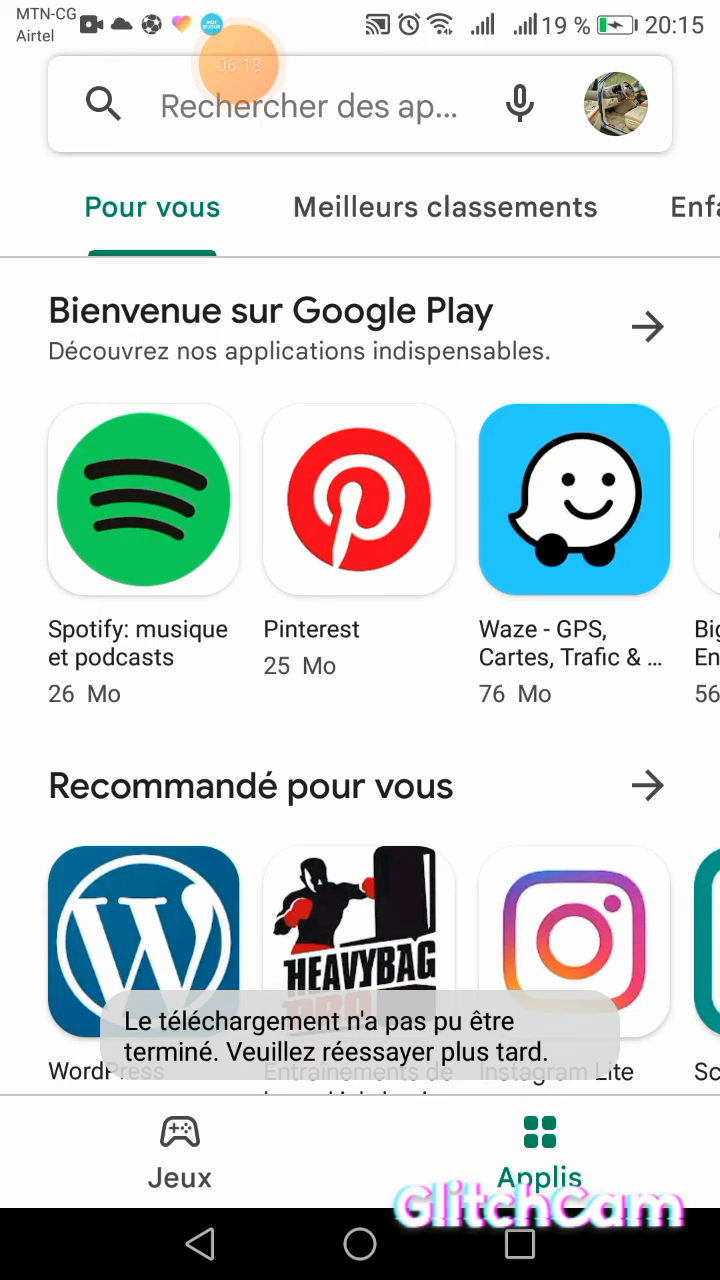 MTN-CG
Airtel
19 %
20:15
06:18
Rechercher des ap...
Pour vous
Meilleurs classements
Enfa
Bienvenue sur Google Play
Découvrez nos applications indispensables.
Spotify: musique
et podcasts
26 Mo
Pinterest
25 Mo
Waze - GPS,
Cartes, Trafic & ...
76 Mo
Big
En
56
Recommandé pour vous
HEAVYBAG
PRO
Le téléchargement n'a pas pu être
terminé. Veuillez réessayer plus tard.
WordPress
Entraînements de
Instagram Lite
Sc
Jeux
Applis
GlitchCam